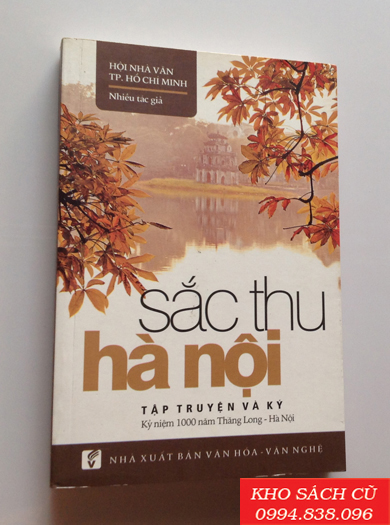 HỘI NHÀ VĂN
TP. HỒ CHÍ MINH
Nhiều tác giả
sắc thu
hà nội
TẬP TRUYỆN VÀ KÝ
Kỷ niệm 1000 năm Thăng Long - Hà Nội
NHÀ XUẤT BẢN VĂN HÓA - VĂN NGHỆ
KHO SÁCH CŨ
0994.838.096